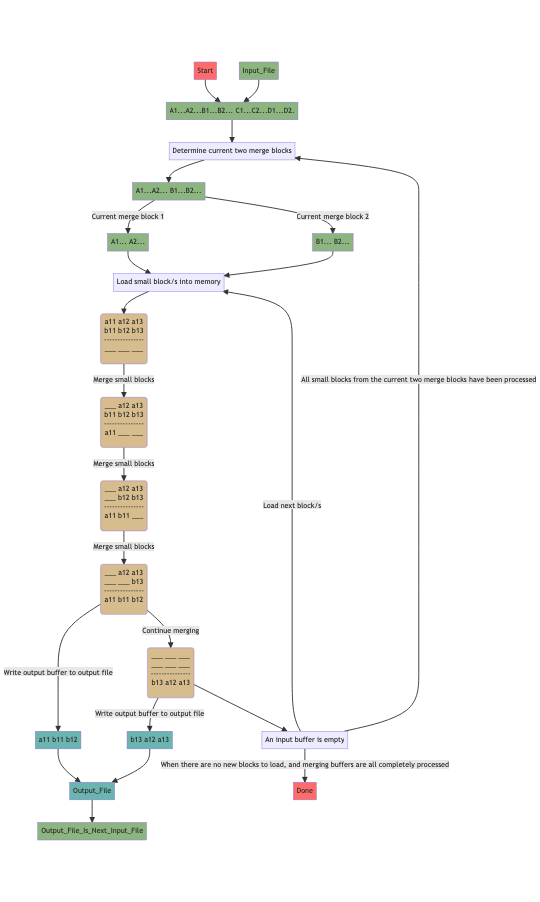 Start
Input_File
A1...A2...B1...B2... C1...C2...D1...D2.
Determine current two merge blocks
A1...A2... B1...B2...
Current merge block 1
Current merge block 2
A1... A2...
B1... B2...
Load small block/s into memory
a11 a12 a13
b11 b12 b13
---------------
___ ___ ___
Merge small blocks
___ a12 a13
b11 b12 b13
---------------
a11 ___ ___
Merge small blocks
___ a12 a13
___ b12 b13
---------------
a11 b11 ___
Merge small blocks
___ a12 a13
___ ___ b13
---------------
a11 b11 b12
All small blocks from the current two merge blocks have been processed
Load next block/s
Continue merging
___ ___ ___
___ ___ ___
---------------
b13 a12 a13
Write output buffer to output file
Write output buffer to output file
a11 b11 b12
b13 a12 a13
An input buffer is empty
When there are no new blocks to load, and merging buffers are all completely processed
Output_File
Done
Output_File_Is_Next_Input_File